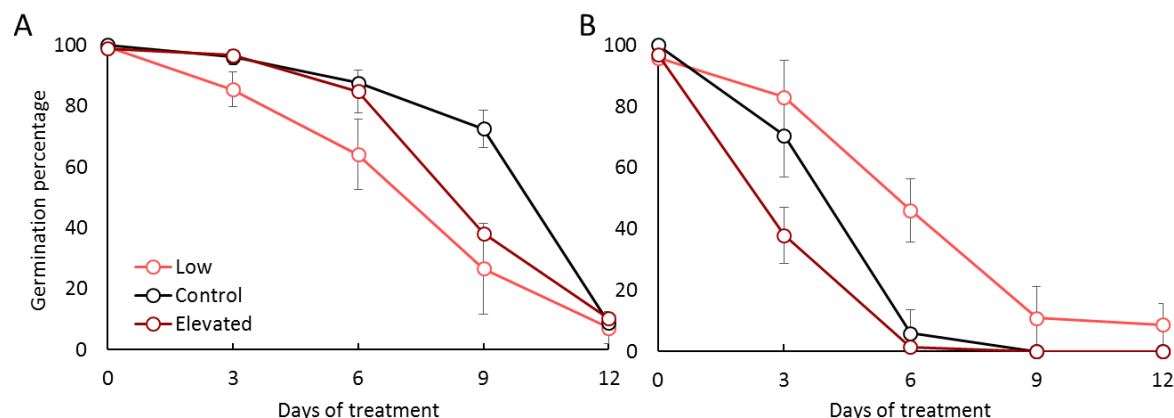 A
B
100
80
60
40
20
0
Germination percentage
Low
Control
Elevated
0 3 6 9 12
Days of treatment
100
80
60
40
20
0
0 3 6 9 12
Days of treatment